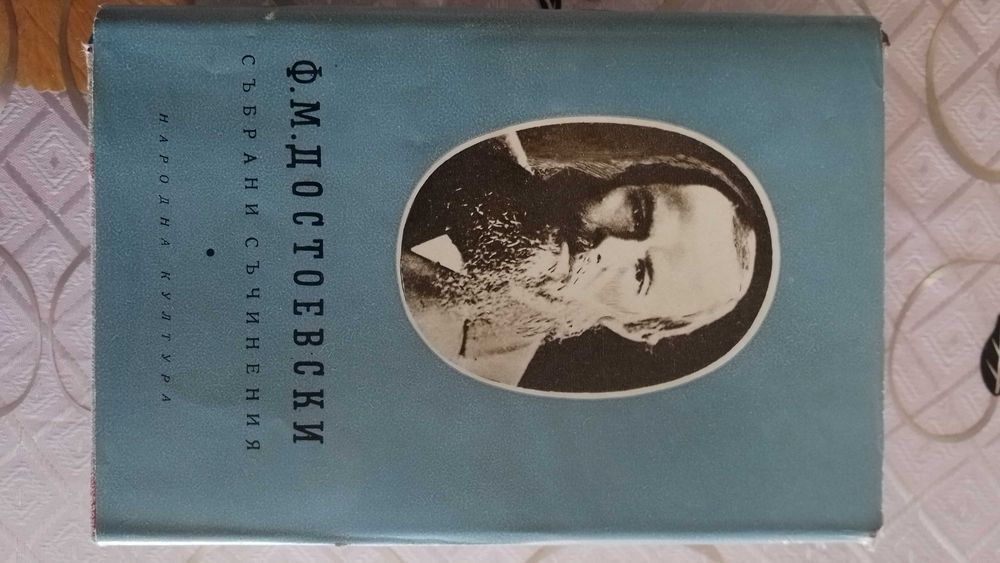 Ф.М.ДОСТОЕВСКИ
СЪБРАНИ СЪЧИНЕНИЯ
•
НАРОДНА КУЛТУРА